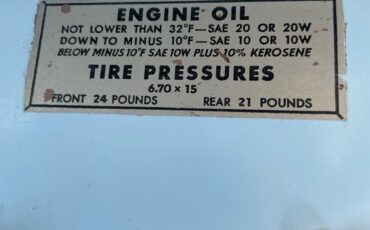 ENGINE OIL
NOT LOWER THAN 32°F—SAE 20 OR 20W
DOWN TO MINUS 10°F—SAE 10 OR 10W
BELOW MINUS 10°F SAE 10W PLUS 10% KEROSENE
TIRE PRESSURES
6.70 × 15
FRONT 24 POUNDS REAR 21 POUNDS